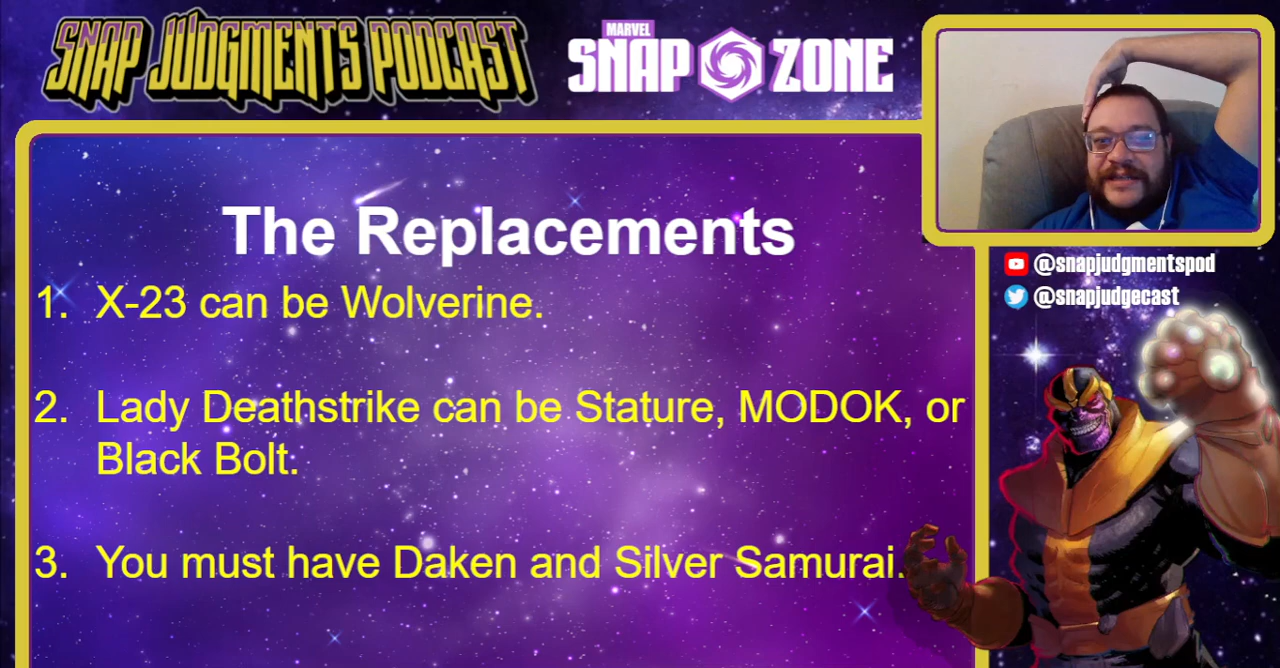 SNAP JUDGMENTS PODCAST
MARVEL
SNAP ZONE
@snapjudgmentspod
@snapjudgecast
The Replacements
1. X-23 can be Wolverine.
2. Lady Deathstrike can be Stature, MODOK, or
Black Bolt.
3. You must have Daken and Silver Samurai.